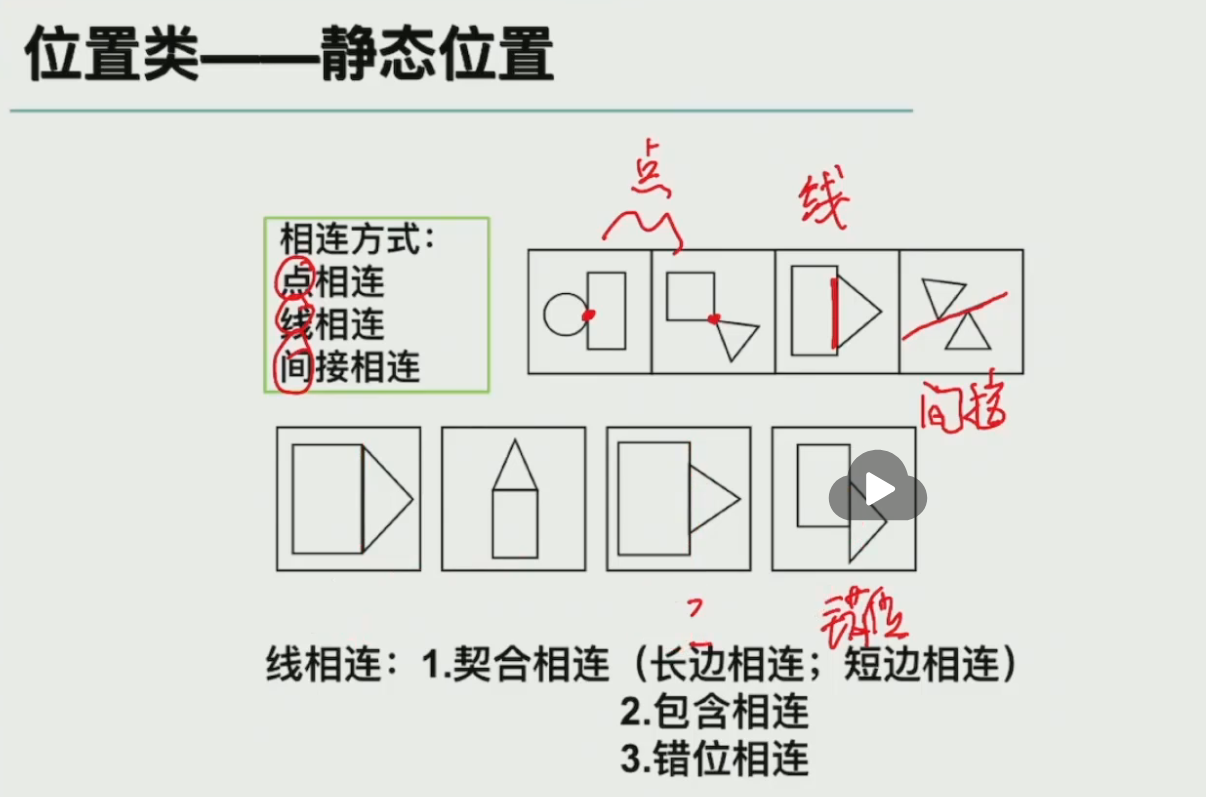 位置类——静态位置
点
线
相连方式：
点相连
线相连
间接相连
间接
错位
线相连：1.契合相连（长边相连；短边相连）
2.包含相连
3.错位相连